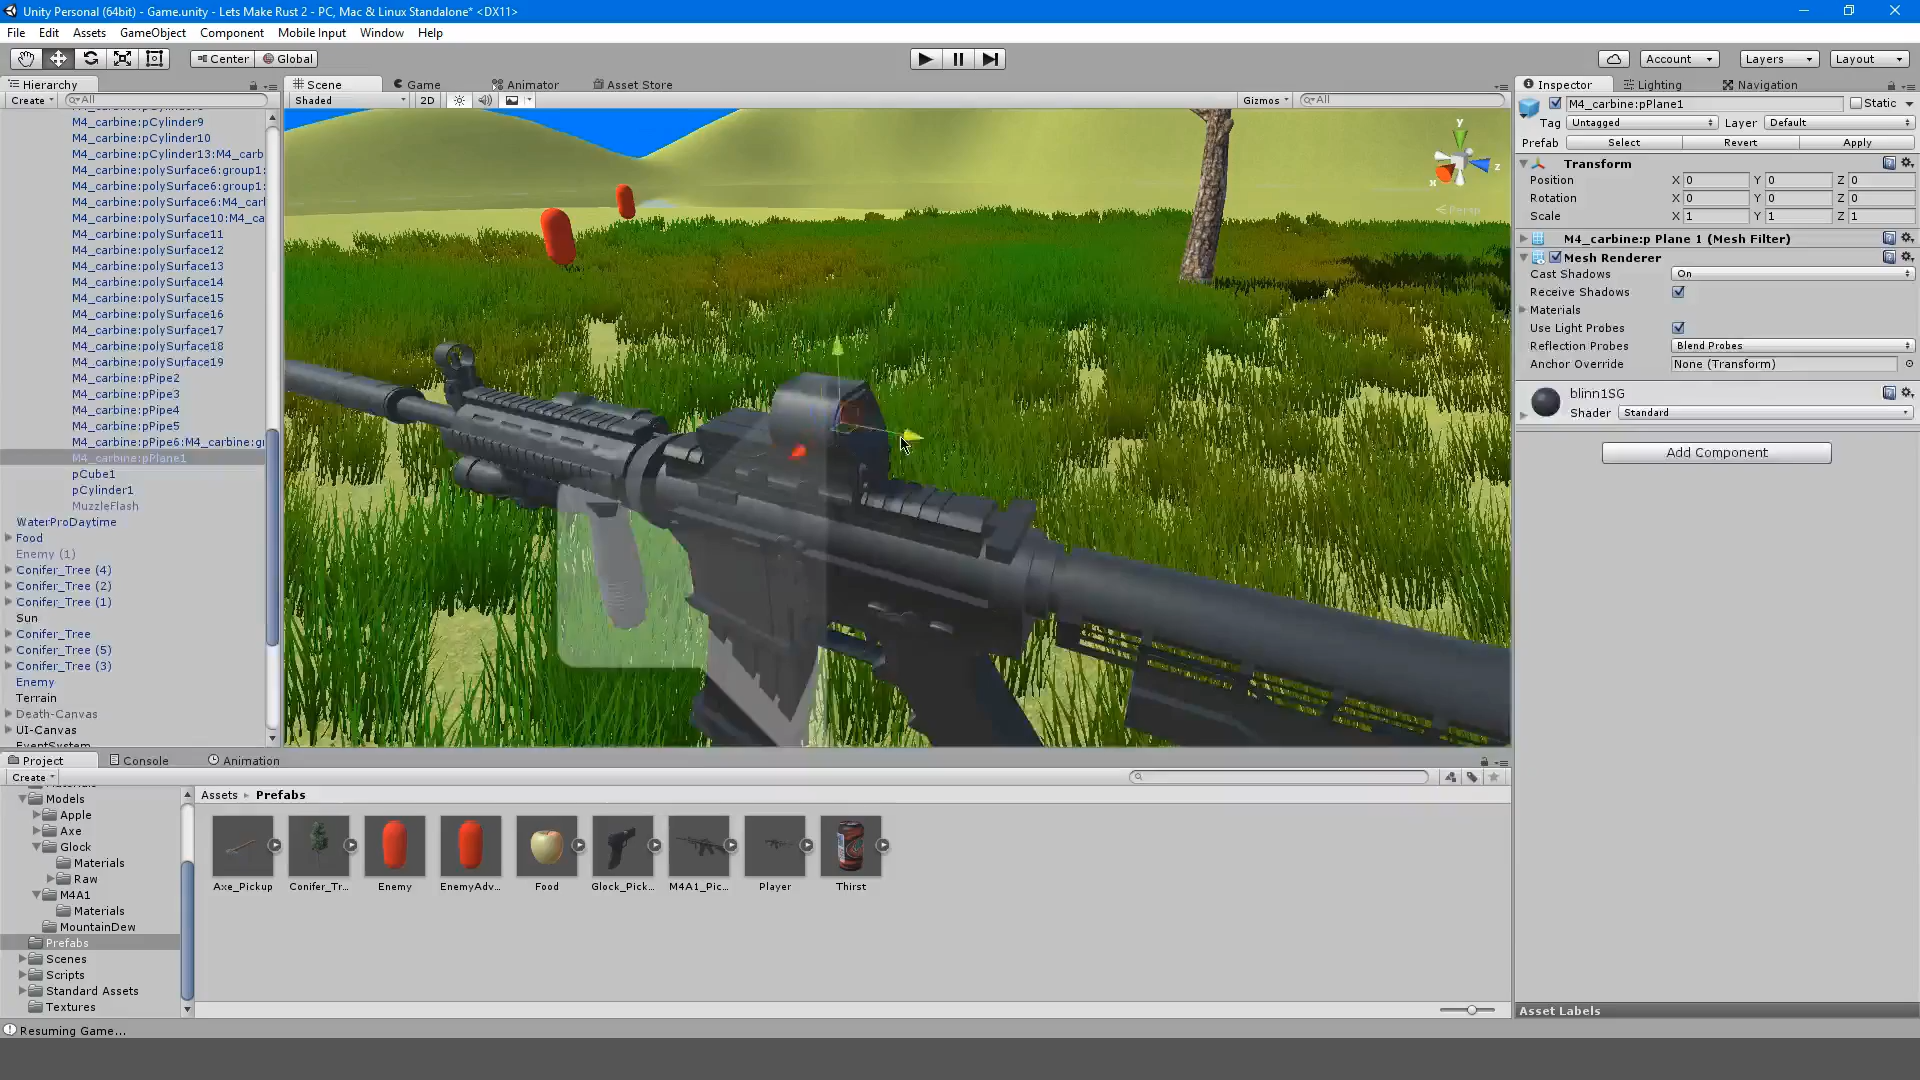 Unity Personal (64bit) - Game.unity - Lets Make Rust 2 - PC, Mac & Linux Standalone* <DX11>
File Edit Assets GameObject Component Mobile Input Window Help
Center Global Account Layers Layout
Hierarchy
Create All
M4_carbine:pCylinder9
M4_carbine:pCylinder10
M4_carbine:pCylinder13:M4_carb
M4_carbine:polySurface6:group1:
M4_carbine:polySurface6:group1:
M4_carbine:polySurface6:M4_carl
M4_carbine:polySurface10:M4_ca
M4_carbine:polySurface11
M4_carbine:polySurface12
M4_carbine:polySurface13
M4_carbine:polySurface14
M4_carbine:polySurface15
M4_carbine:polySurface16
M4_carbine:polySurface17
M4_carbine:polySurface18
M4_carbine:polySurface19
M4_carbine:pPipe2
M4_carbine:pPipe3
M4_carbine:pPipe4
M4_carbine:pPipe5
M4_carbine:pPipe6:M4_carbine:gr
M4_carbine:pPlane1
pCube1
pCylinder1
MuzzleFlash
WaterProDaytime
Food
Enemy (1)
Conifer_Tree (4)
Conifer_Tree (2)
Conifer_Tree (1)
Sun
Conifer_Tree
Conifer_Tree (5)
Conifer_Tree (3)
Enemy
Terrain
Death-Canvas
UI-Canvas
EventSystem
Scene Game Animator Asset Store
Shaded 2D Gizmos All
y
x
z
Persp
Inspector Lighting Navigation
M4_carbine:pPlane1 Static
Tag Untagged Layer Default
Prefab Select Revert Apply
Transform
Position X 0 Y 0 Z 0
Rotation X 0 Y 0 Z 0
Scale X 1 Y 1 Z 1
M4_carbine:p Plane 1 (Mesh Filter)
Mesh Renderer
Cast Shadows On
Receive Shadows
Materials
Use Light Probes
Reflection Probes Blend Probes
Anchor Override None (Transform)
blinn1SG
Shader Standard
Add Component
Asset Labels
Project Console Animation
Create
Models
Apple
Axe
Glock
Materials
Raw
M4A1
Materials
MountainDew
Prefabs
Scenes
Scripts
Standard Assets
Textures
Assets Prefabs
Axe_Pickup Conifer_Tr... Enemy EnemyAdv... Food Glock_Pick... M4A1_Pic... Player Thirst
Resuming Game...